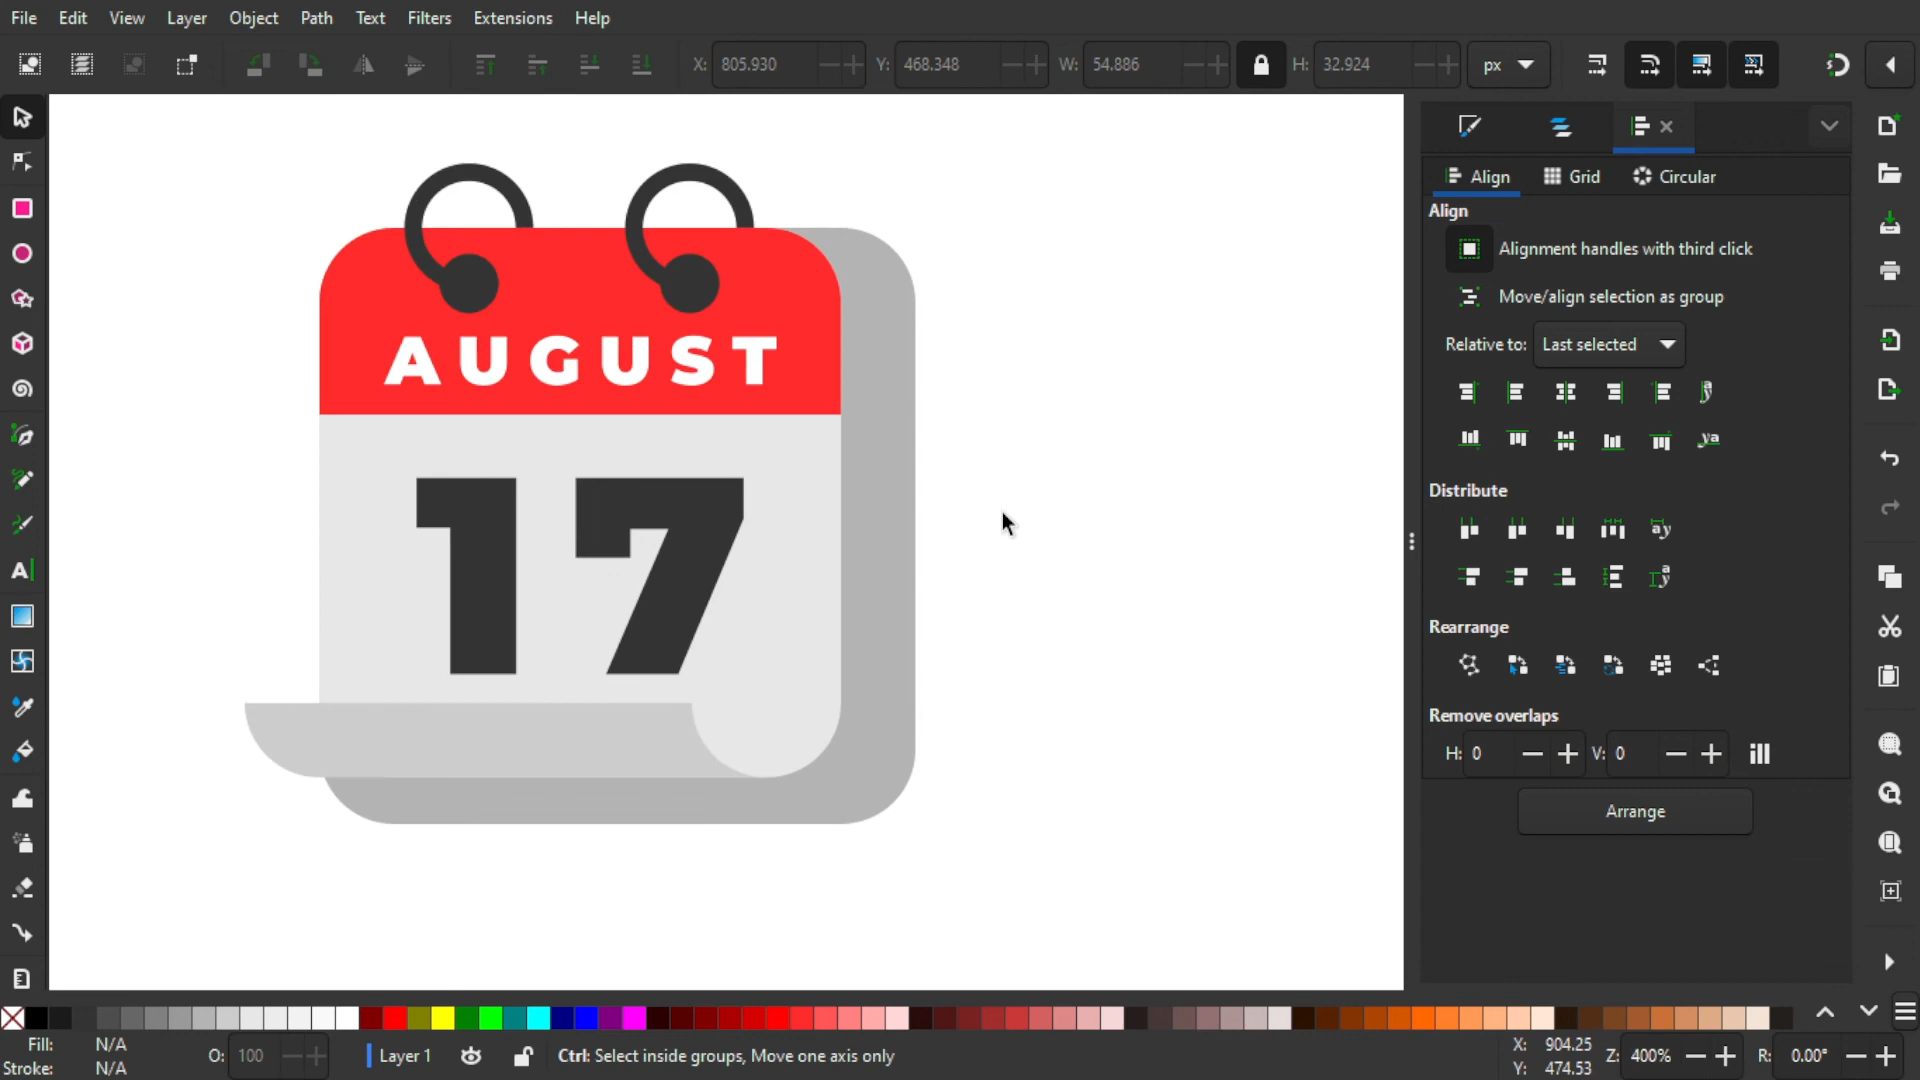 File Edit View Layer Object Path Text Filters Extensions Help
X: 805.930 Y: 468.348 W: 54.886 H: 32.924 px
Align Grid Circular
Align
Alignment handles with third click
Move/align selection as group
Relative to: Last selected
Distribute
Rearrange
Remove overlaps
H: 0 V: 0
Arrange
AUGUST
17
Fill: N/A
Stroke: N/A
O: 100
Layer 1
Ctrl: Select inside groups, Move one axis only
X: 904.25
Y: 474.53
Z: 400%
R: 0.00°